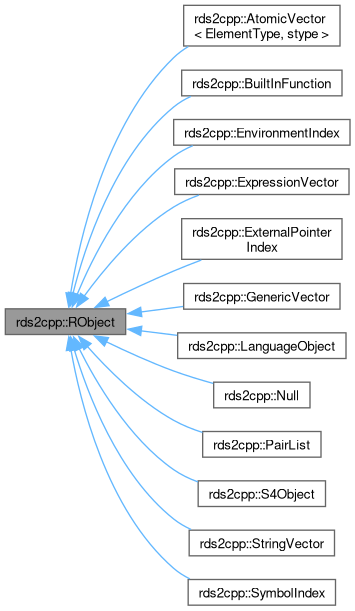 rds2cpp::AtomicVector
< ElementType, stype >
rds2cpp::BuiltInFunction
rds2cpp::EnvironmentIndex
rds2cpp::ExpressionVector
rds2cpp::ExternalPointer
Index
rds2cpp::GenericVector
rds2cpp::RObject
rds2cpp::LanguageObject
rds2cpp::Null
rds2cpp::PairList
rds2cpp::S4Object
rds2cpp::StringVector
rds2cpp::SymbolIndex